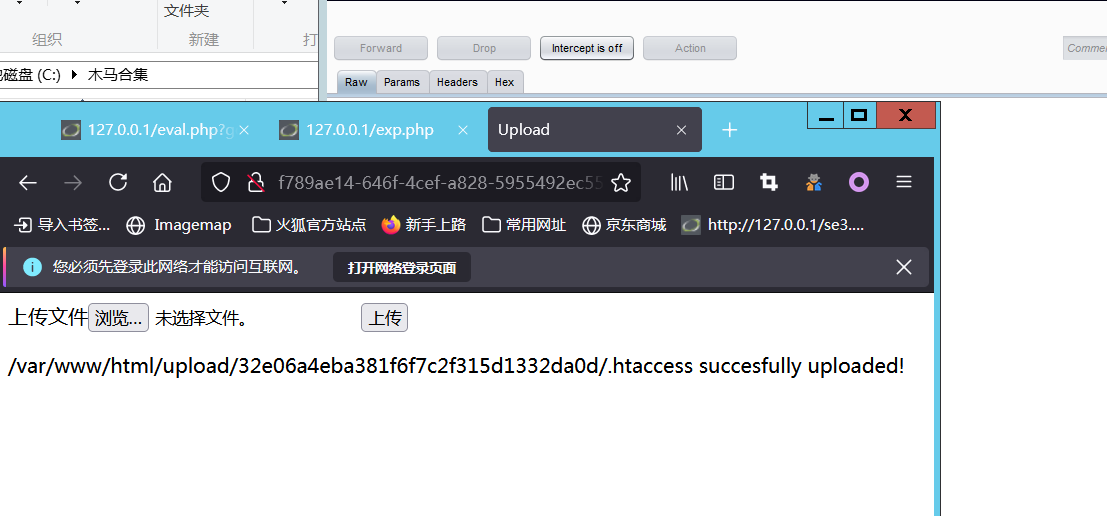 文件夹
组织
新建
打
磁盘 (C:) 木马合集
Forward Drop Intercept is off Action
Raw Params Headers Hex
127.0.0.1/eval.php?g 127.0.0.1/exp.php Upload
f789ae14-646f-4cef-a828-5955492ec55
导入书签... Imagemap 火狐官方站点 新手上路 常用网址 京东商城 http://127.0.0.1/se3....
您必须先登录此网络才能访问互联网。 打开网络登录页面
上传文件 浏览... 未选择文件。 上传
/var/www/html/upload/32e06a4eba381f6f7c2f315d1332da0d/.htaccess succesfully uploaded!